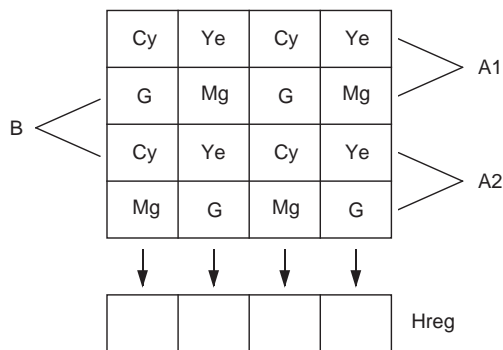 Cy Ye Cy Ye
A1
G Mg G Mg
B
Cy Ye Cy Ye
A2
Mg G Mg G
Hreg